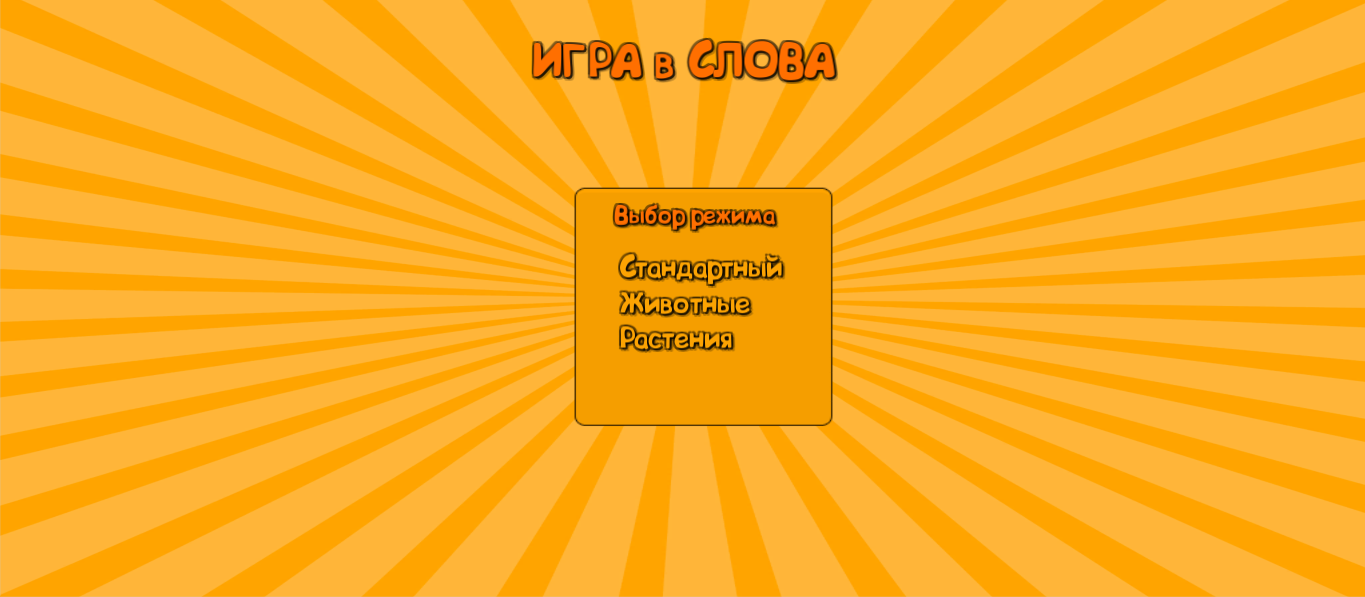 ИГРА в СЛОВА
Выбор режима
Стандартный
Животные
Растения